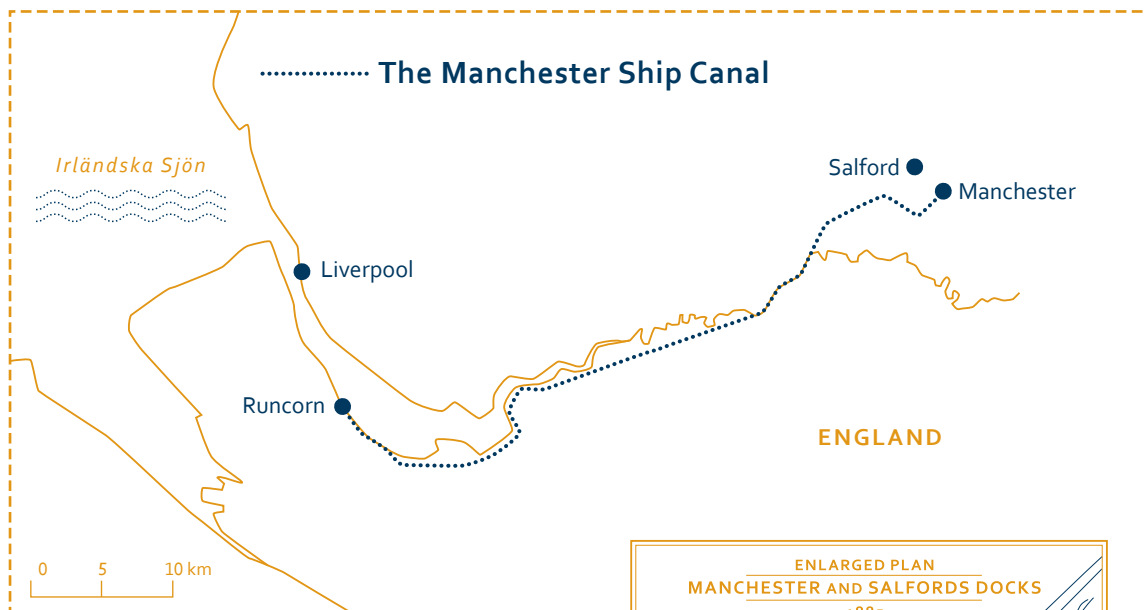 The Manchester Ship Canal
Irländska Sjön
Salford
Manchester
Liverpool
Runcorn
ENGLAND
0 5 10 km
ENLARGED PLAN
MANCHESTER AND SALFORDS DOCKS